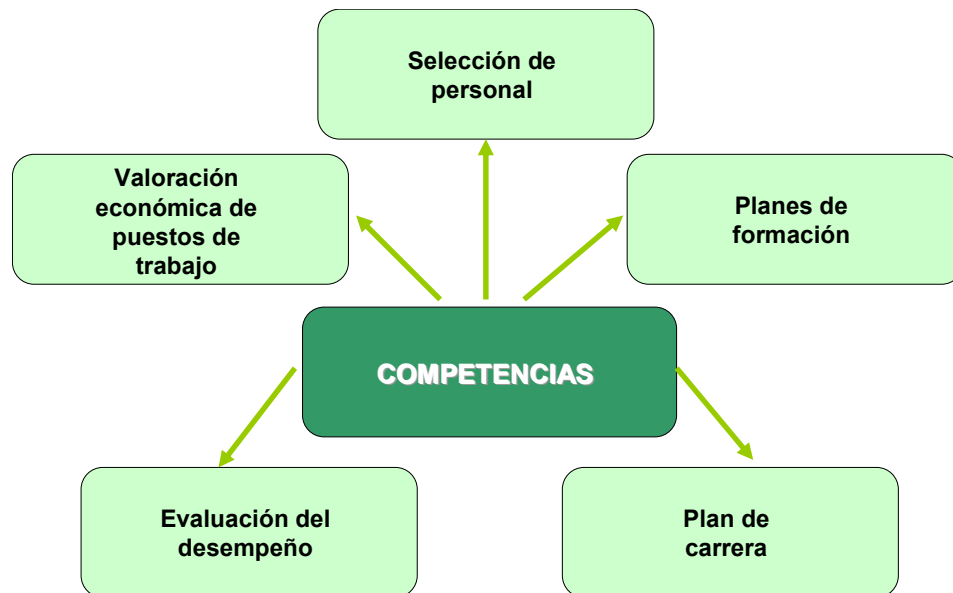 Selección de
personal
Valoración
económica de
puestos de
trabajo
Planes de
formación
COMPETENCIAS
Evaluación del
desempeño
Plan de
carrera